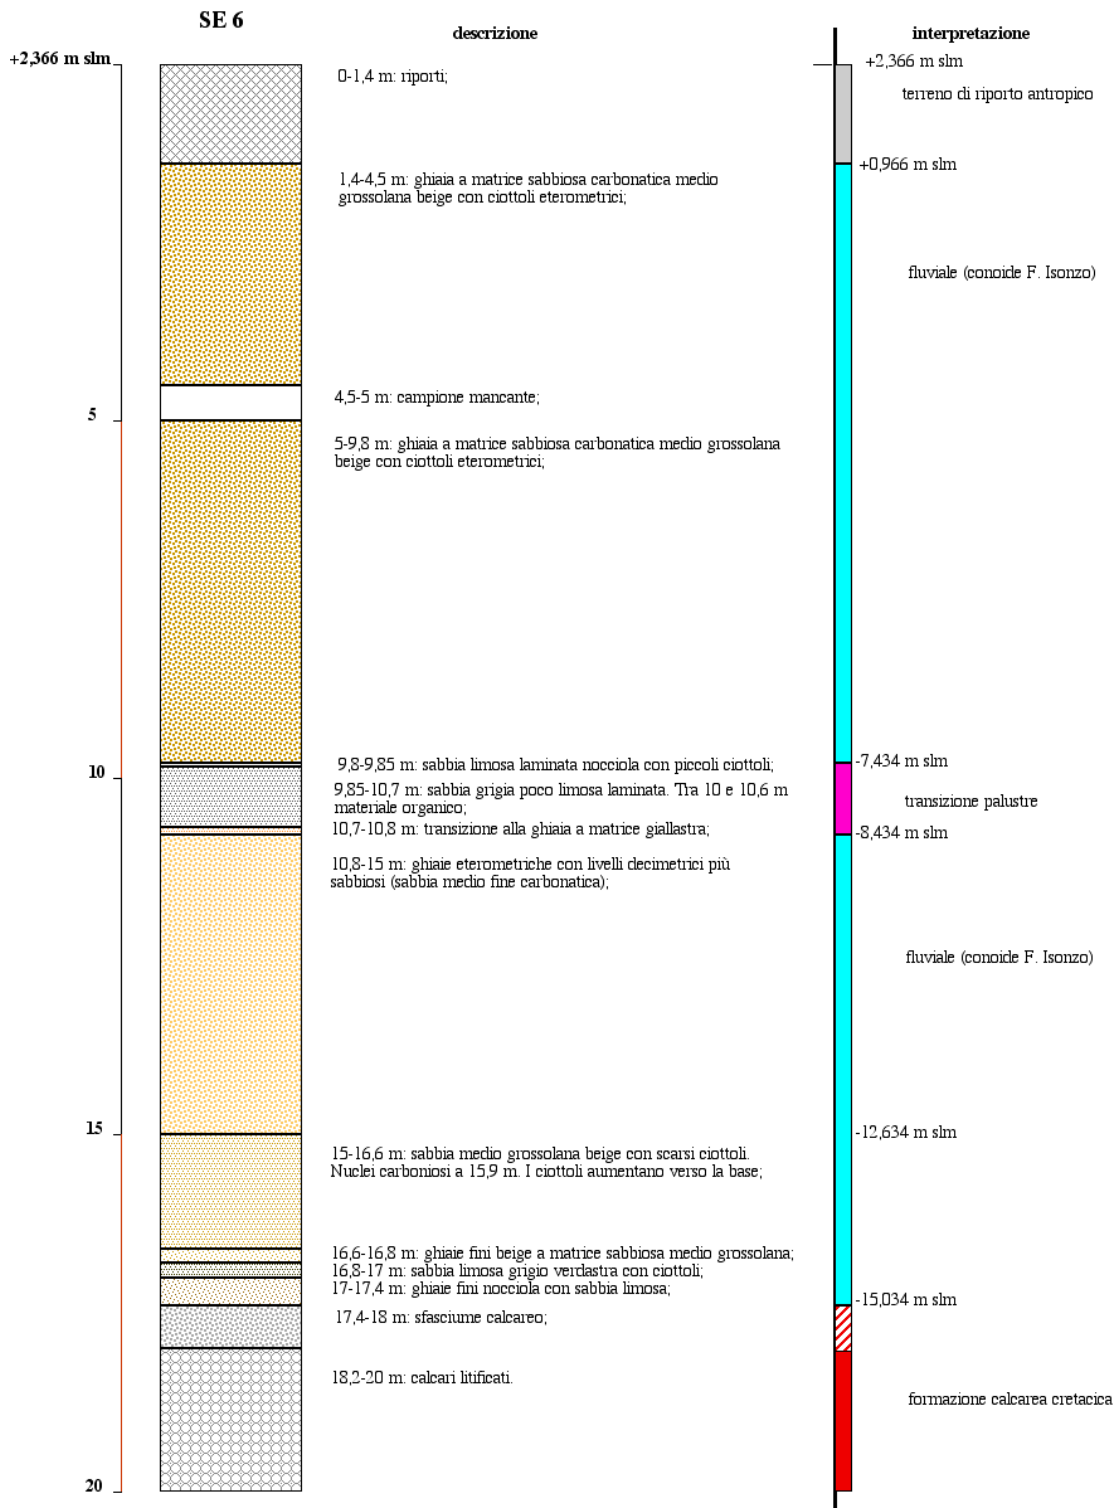 SE 6
descrizione
interpretazione
+2,366 m slm
+2,366 m slm
0-1,4 m: riporti;
terreno di riporto antropico
+0,966 m slm
1,4-4,5 m: ghiaia a matrice sabbiosa carbonatica medio
grossolana beige con ciottoli eterometrici;
fluviale (conoide F. Isonzo)
4,5-5 m: campione mancante;
5
5-9,8 m: ghiaia a matrice sabbiosa carbonatica medio grossolana
beige con ciottoli eterometrici;
9,8-9,85 m: sabbia limosa laminata nocciola con piccoli ciottoli;
-7,434 m slm
10
9,85-10,7 m: sabbia grigia poco limosa laminata. Tra 10 e 10,6 m
materiale organico;
transizione palustre
10,7-10,8 m: transizione alla ghiaia a matrice giallastra;
-8,434 m slm
10,8-15 m: ghiaie eterometriche con livelli decimetrici più
sabbiosi (sabbia medio fine carbonatica);
fluviale (conoide F. Isonzo)
15
-12,634 m slm
15-16,6 m: sabbia medio grossolana beige con scarsi ciottoli.
Nuclei carboniosi a 15,9 m. I ciottoli aumentano verso la base;
16,6-16,8 m: ghiaie fini beige a matrice sabbiosa medio grossolana;
16,8-17 m: sabbia limosa grigio verdastra con ciottoli;
17-17,4 m: ghiaie fini nocciola con sabbia limosa;
-15,034 m slm
17,4-18 m: sfasciume calcareo;
18,2-20 m: calcari litificati.
formazione calcarea cretacica
20